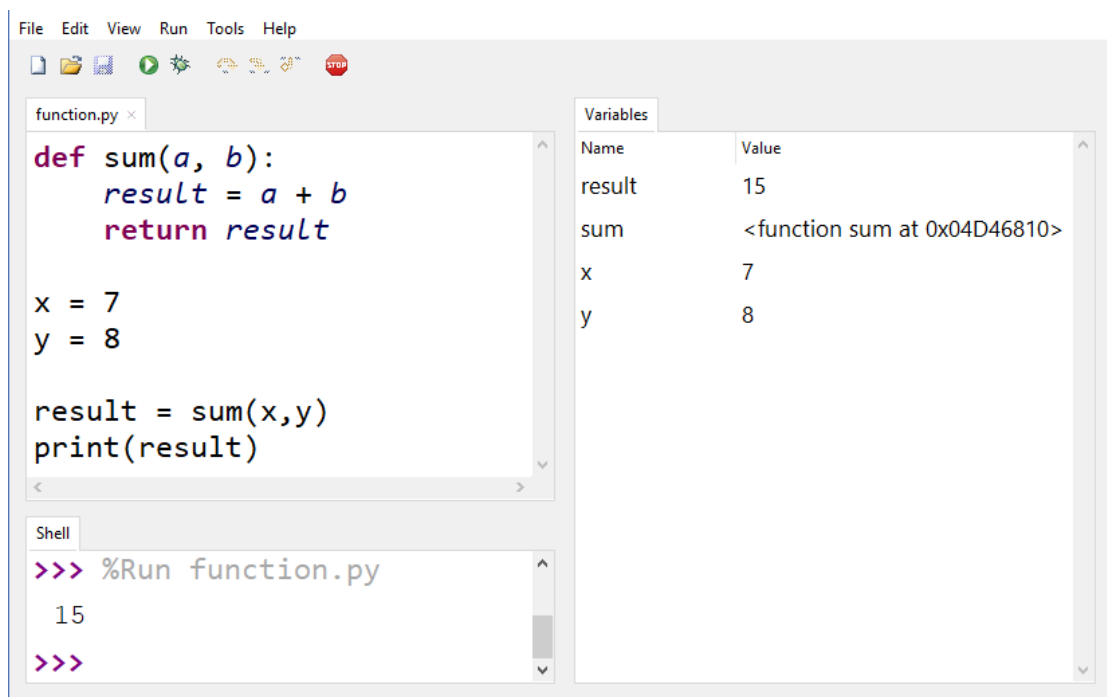 File Edit View Run Tools Help
STOP
function.py ×
def sum(a, b):
    result = a + b
    return result

x = 7
y = 8

result = sum(x,y)
print(result)
Shell
>>> %Run function.py
 15
>>>
Variables
Name Value
result 15
sum <function sum at 0x04D46810>
x 7
y 8